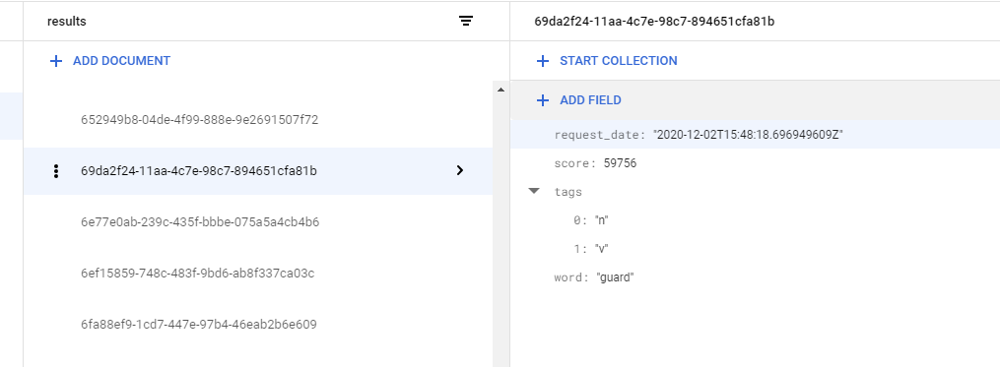 results
ADD DOCUMENT
652949b8-04de-4f99-888e-9e2691507f72
69da2f24-11aa-4c7e-98c7-894651cfa81b
6e77e0ab-239c-435f-bbbe-075a5a4cb4b6
6ef15859-748c-483f-9bd6-ab8f337ca03c
6fa88ef9-1cd7-447e-97b4-46eab2b6e609
69da2f24-11aa-4c7e-98c7-894651cfa81b
START COLLECTION
ADD FIELD
request_date: "2020-12-02T15:48:18.696949609Z"
score: 59756
tags
0: "n"
1: "v"
word: "guard"